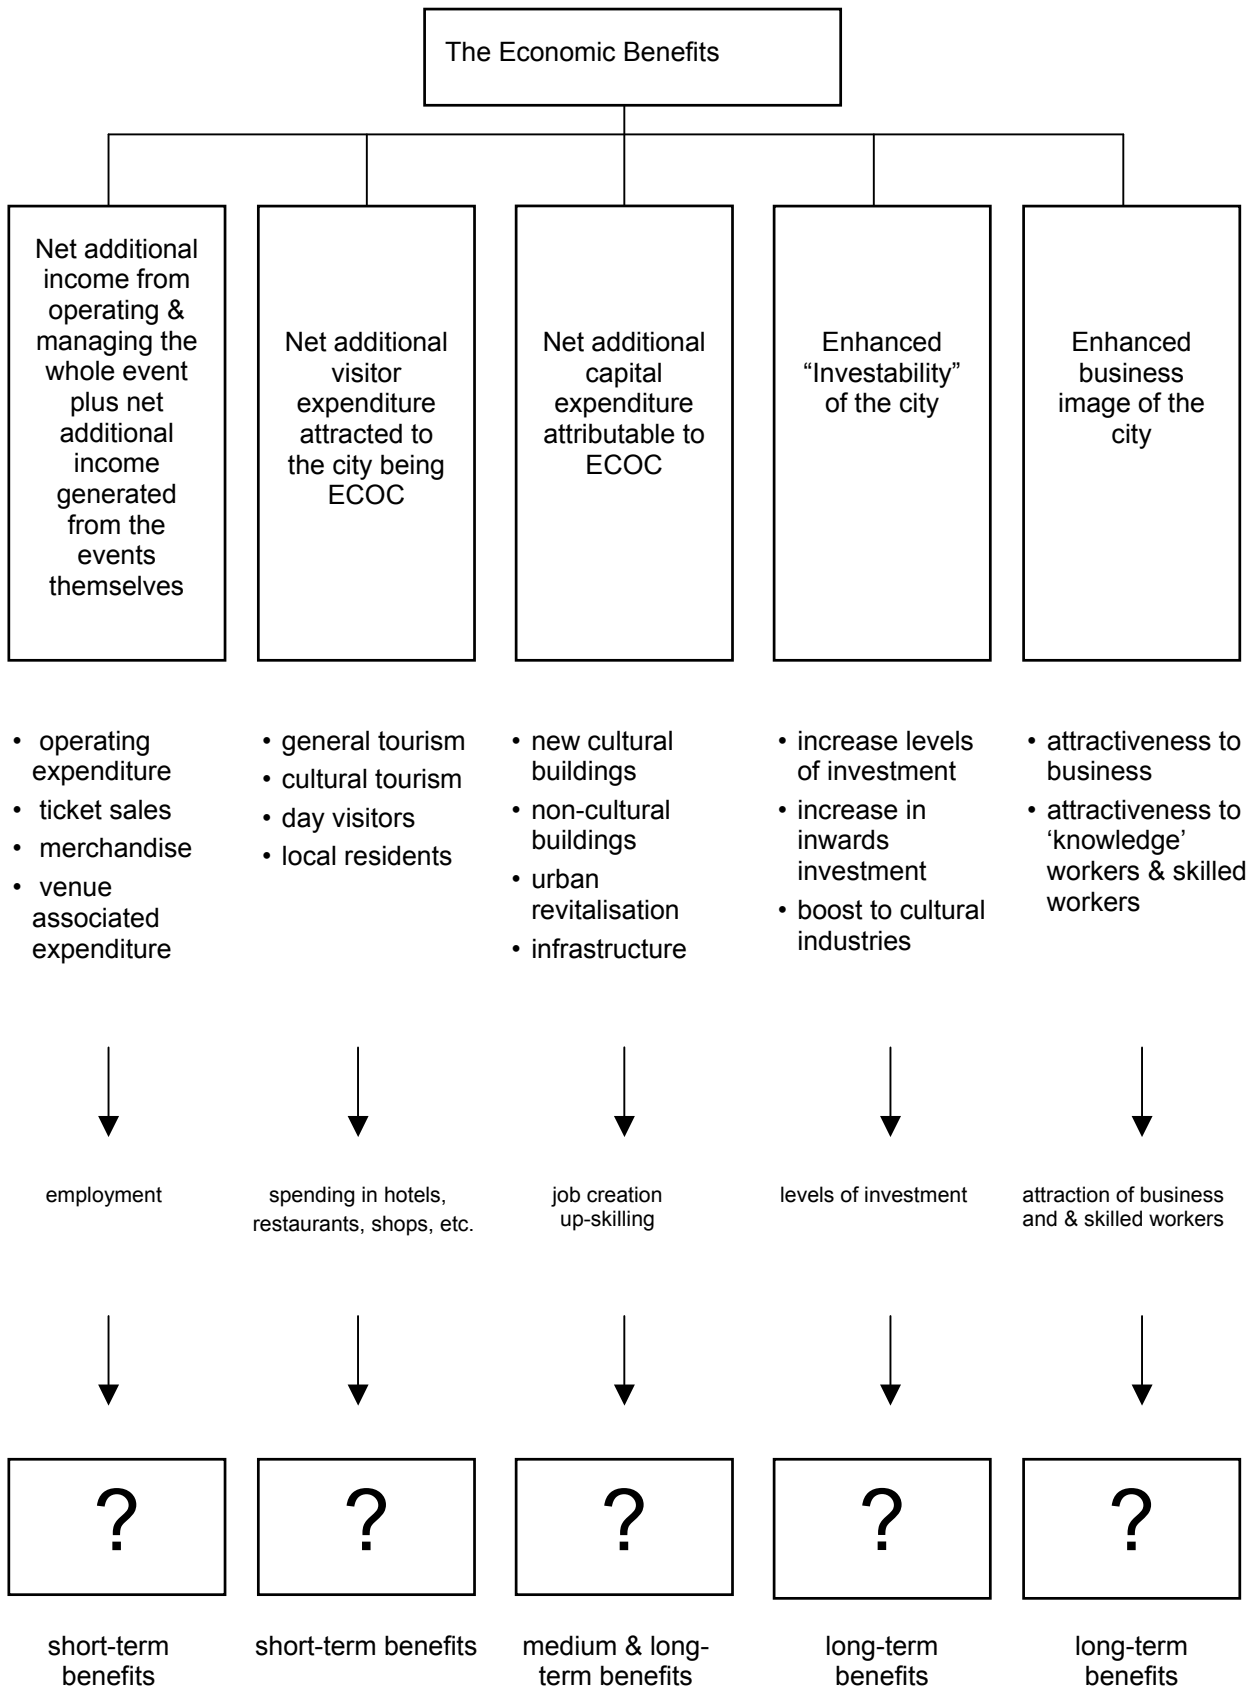 The Economic Benefits
Net additional
income from
operating &
managing the
whole event
plus net
additional
income
generated
from the
events
themselves
Net additional
visitor
expenditure
attracted to
the city being
ECOC
Net additional
capital
expenditure
attributable to
ECOC
Enhanced
“Investability”
of the city
Enhanced
business
image of the
city
• operating
expenditure
• ticket sales
• merchandise
• venue
associated
expenditure
• general tourism
• cultural tourism
• day visitors
• local residents
• new cultural
buildings
• non-cultural
buildings
• urban
revitalisation
• infrastructure
• increase levels
of investment
• increase in
inwards
investment
• boost to cultural
industries
• attractiveness to
business
• attractiveness to
‘knowledge’
workers & skilled
workers
employment
spending in hotels,
restaurants, shops, etc.
job creation
up-skilling
levels of investment
attraction of business
and & skilled workers
?
?
?
?
?
short-term
benefits
short-term benefits
medium & long-
term benefits
long-term
benefits
long-term
benefits